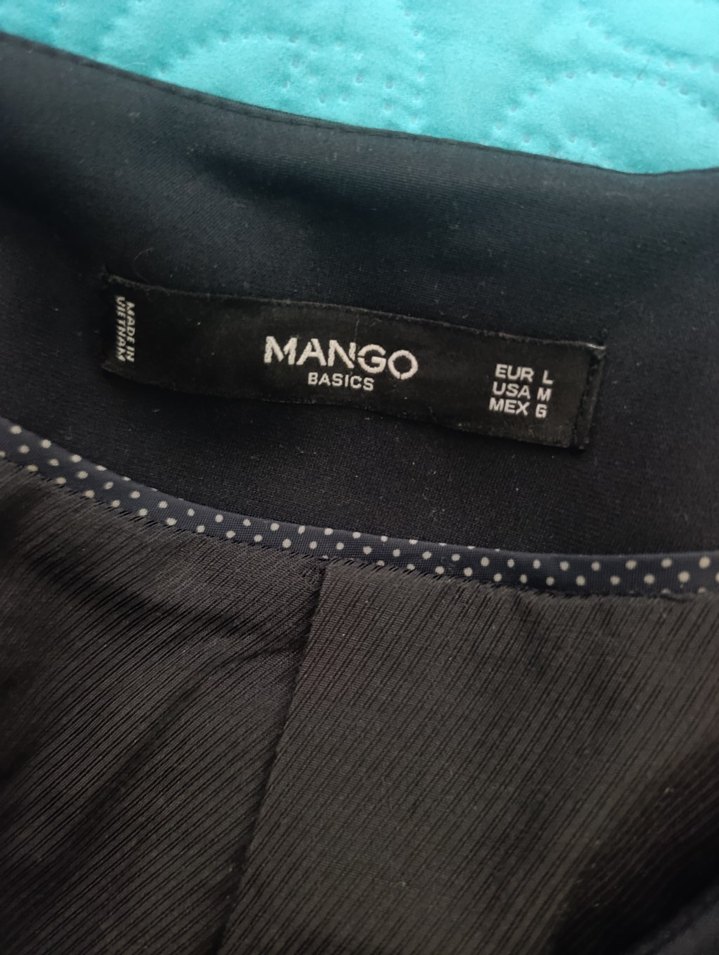 MADE IN
VIETNAM
MANGO
BASICS
EUR L
USA M
MEX G